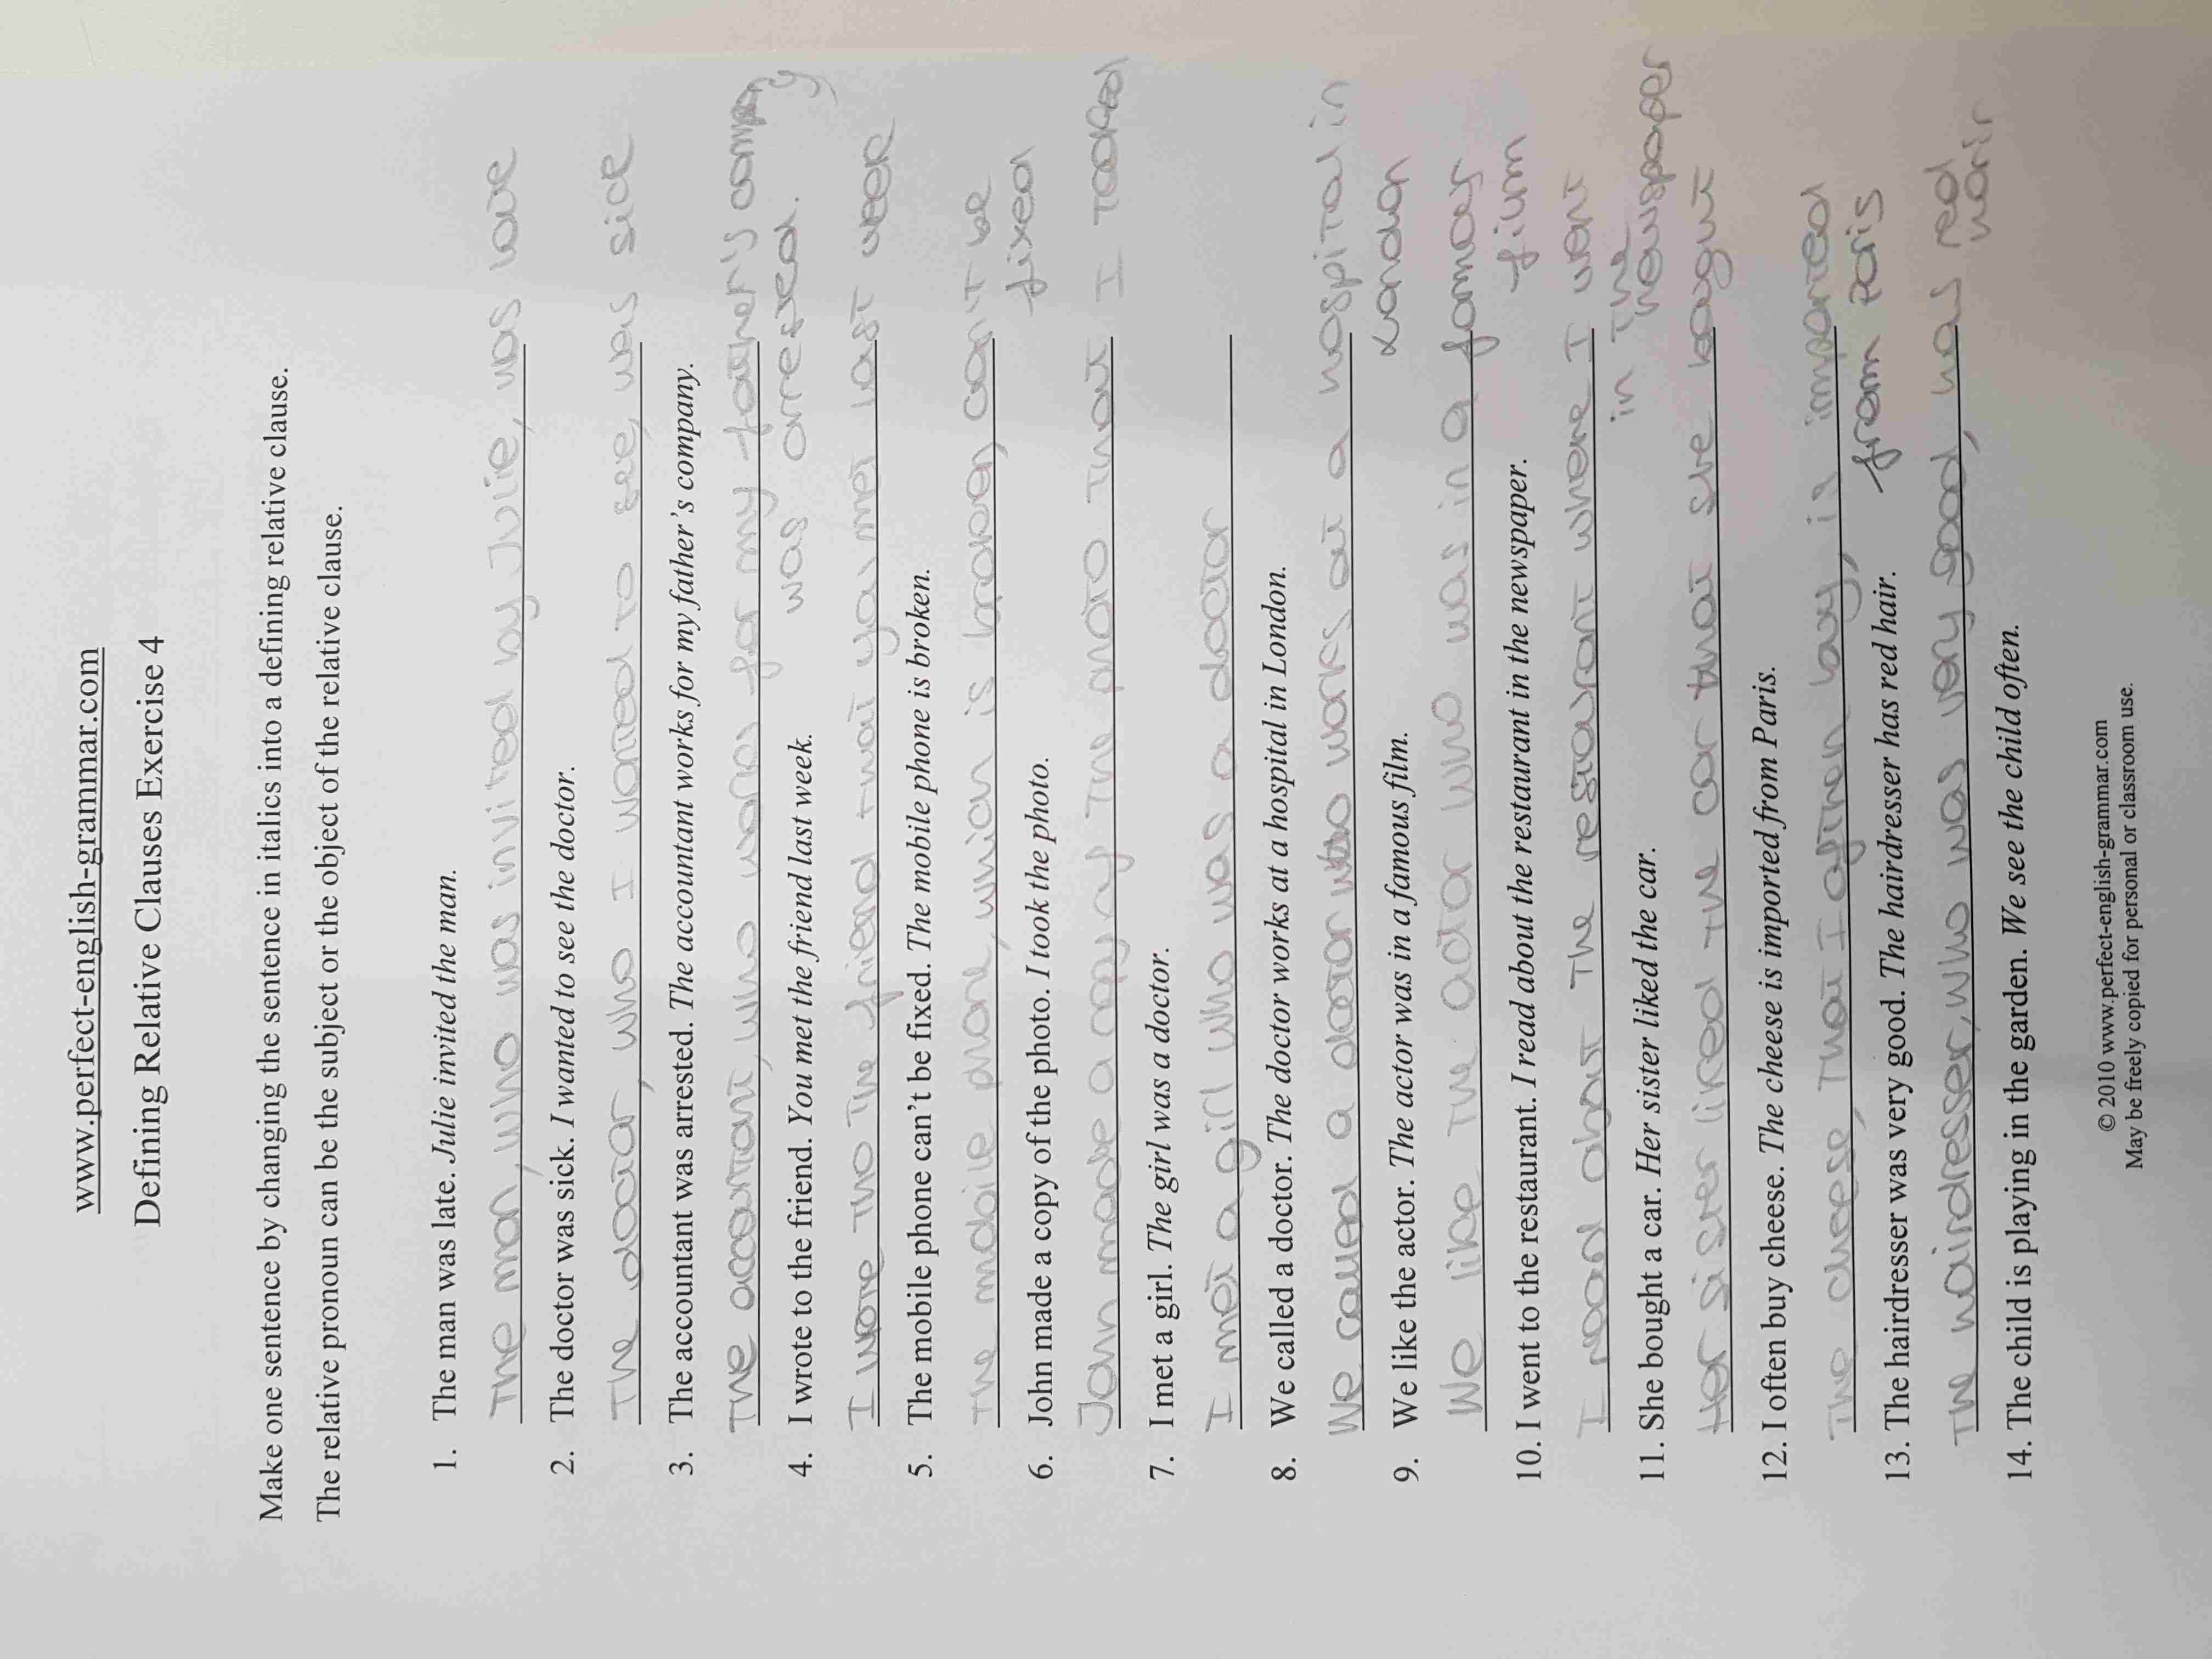 www.perfect-english-grammar.com
Defining Relative Clauses Exercise 4
Make one sentence by changing the sentence in italics into a defining relative clause.
The relative pronoun can be the subject or the object of the relative clause.
1. The man was late. Julie invited the man.
The man, who was invited by Julie, was late
2. The doctor was sick. I wanted to see the doctor.
The doctor, who I wanted to see, was sick
3. The accountant was arrested. The accountant works for my father's company.
The accountant, who works for my father's company
was arrested.
4. I wrote to the friend. You met the friend last week.
I wrote two the friend that you met last week
5. The mobile phone can't be fixed. The mobile phone is broken.
The mobile phone, which is broken, can't be
fixed
6. John made a copy of the photo. I took the photo.
John made a copy of the photo that I tooked
7. I met a girl. The girl was a doctor.
I met a girl who was a doctor
8. We called a doctor. The doctor works at a hospital in London.
We called a doctor who works at a hospital in
London
9. We like the actor. The actor was in a famous film.
We like the actor who was in a famous
film
10. I went to the restaurant. I read about the restaurant in the newspaper.
I read about the restaurant where I went
in the
newspaper
11. She bought a car. Her sister liked the car.
Her sister liked the car that she bought
12. I often buy cheese. The cheese is imported from Paris.
The cheese, that I often buy, is imported
from Paris
13. The hairdresser was very good. The hairdresser has red hair.
The hairdresser, who was very good, has red
hair
14. The child is playing in the garden. We see the child often.
© 2010 www.perfect-english-grammar.com
May be freely copied for personal or classroom use.